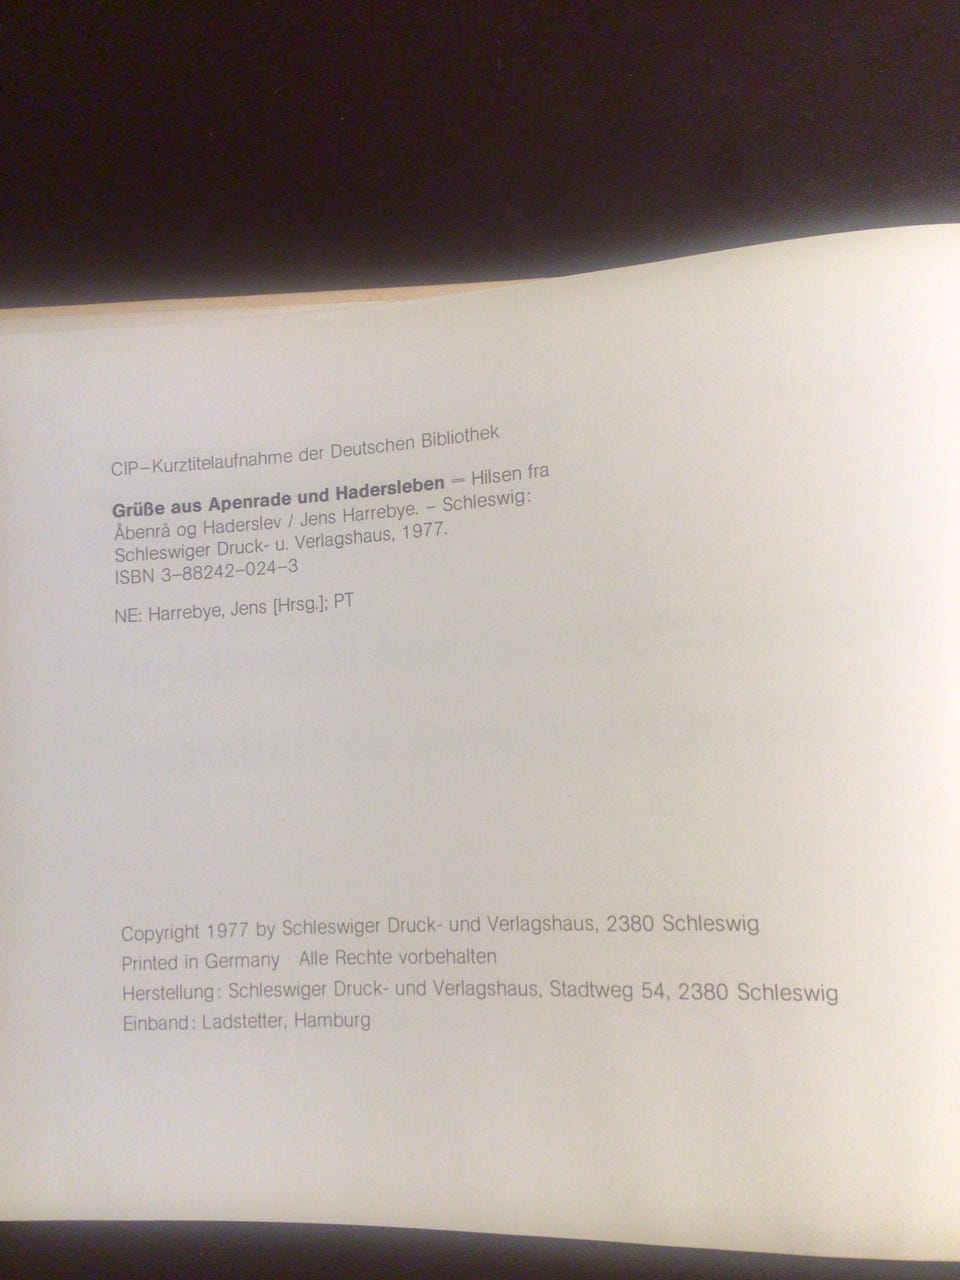 CIP–Kurztitelaufnahme der Deutschen Bibliothek
Grüße aus Apenrade und Hadersleben = Hilsen fra
Åbenrå og Haderslev / Jens Harrebye. – Schleswig:
Schleswiger Druck- u. Verlagshaus, 1977.
ISBN 3–88242–024–3
NE: Harrebye, Jens [Hrsg.]; PT
Copyright 1977 by Schleswiger Druck- und Verlagshaus, 2380 Schleswig
Printed in Germany · Alle Rechte vorbehalten
Herstellung: Schleswiger Druck- und Verlagshaus, Stadtweg 54, 2380 Schleswig
Einband: Ladstetter, Hamburg